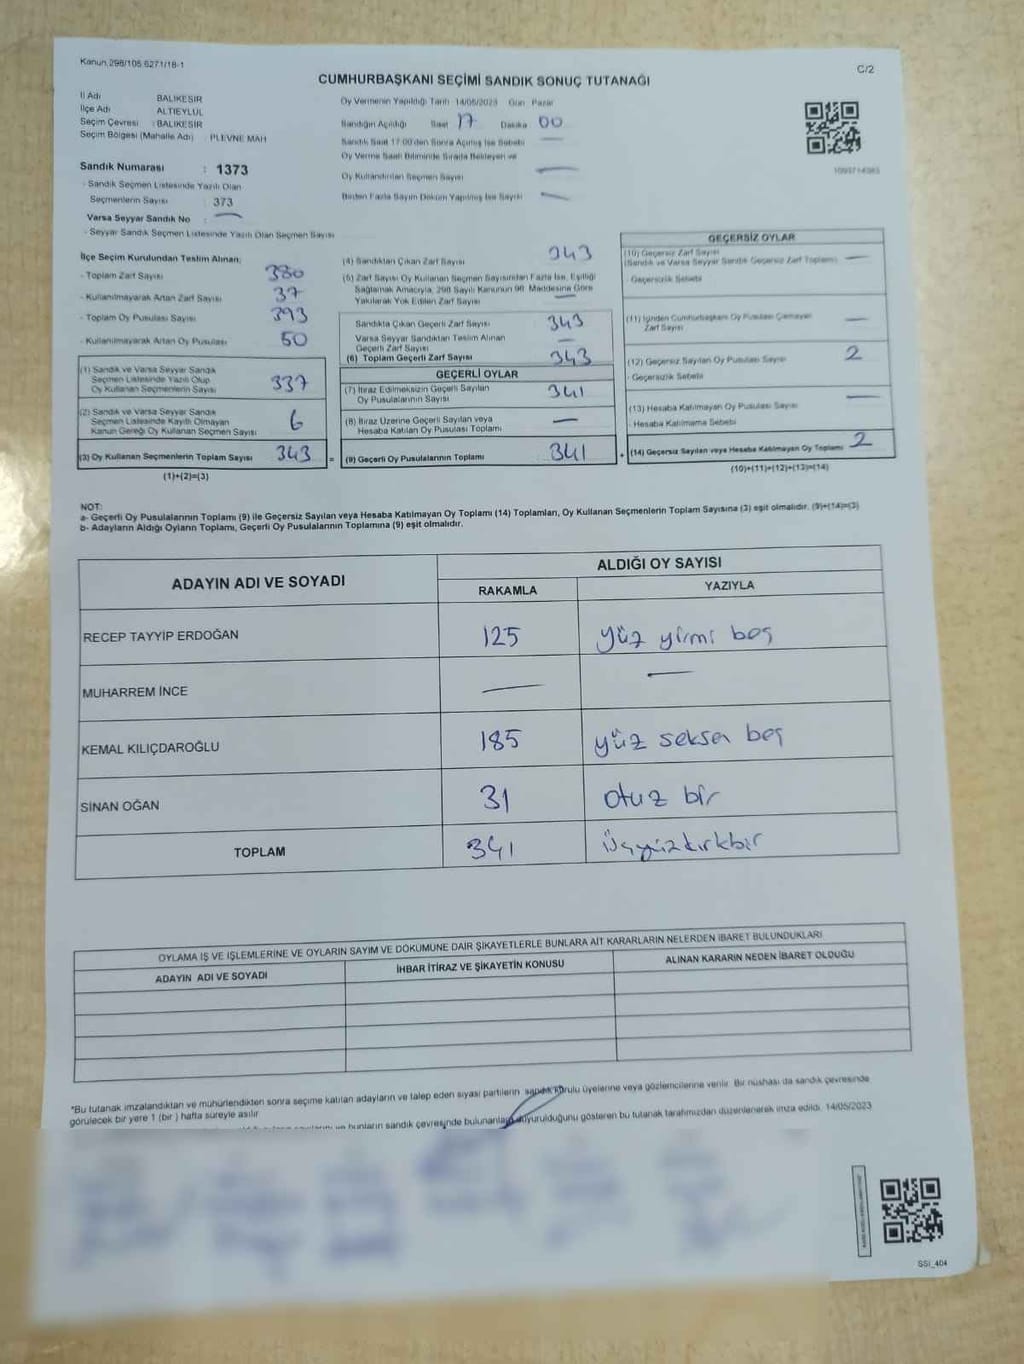 Kanun 298/105 6271/18-1
C/2
CUMHURBAŞKANI SEÇİMİ SANDIK SONUÇ TUTANAĞI
İl Adı BALIKESİR
İlçe Adı ALTIEYLÜL
Seçim Çevresi : BALIKESİR
Seçim Bölgesi (Mahalle Adı) : PLEVNE MAH
Sandık Numarası : 1373
- Sandık Seçmen Listesinde Yazılı Olan
Seçmenlerin Sayısı : 373
Varsa Seyyar Sandık No : —
- Seyyar Sandık Seçmen Listesinde Yazılı Olan Seçmen Sayısı
Oy Vermenin Yapıldığı Tarih 14/05/2023 Gün Pazar
Sandığın Açıldığı Saat 17 Dakika 00
Sandık Saat 17:00'den Sonra Açılmış İse Sebebi —
Oy Verme Saati Bitiminde Sırada Bekleyen ve
Oy Kullandırılan Seçmen Sayısı —
Birden Fazla Sayım Döküm Yapılmış İse Sayısı —
İlçe Seçim Kurulundan Teslim Alınan;
- Toplam Zarf Sayısı 380
- Kullanılmayarak Artan Zarf Sayısı 37
- Toplam Oy Pusulası Sayısı 393
- Kullanılmayarak Artan Oy Pusulası 50
(1) Sandık ve Varsa Seyyar Sandık
Seçmen Listesinde Yazılı Olup
Oy Kullanan Seçmenlerin Sayısı 337
(2) Sandık ve Varsa Seyyar Sandık
Seçmen Listesinde Kayıtlı Olmayan
Kanun Gereği Oy Kullanan Seçmen Sayısı 6
(3) Oy Kullanan Seçmenlerin Toplam Sayısı 343
(1)+(2)=(3)
(4) Sandıktan Çıkan Zarf Sayısı 343
(5) Zarf Sayısı Oy Kullanan Seçmen Sayısından Fazla İse, Eşitliği
Sağlamak Amacıyla, 298 Sayılı Kanunun 98. Maddesine Göre
Yakılarak Yok Edilen Zarf Sayısı —
Sandıkta Çıkan Geçerli Zarf Sayısı 343
Varsa Seyyar Sandıktan Teslim Alınan
Geçerli Zarf Sayısı —
(6) Toplam Geçerli Zarf Sayısı 343
GEÇERLİ OYLAR
(7) İtiraz Edilmeksizin Geçerli Sayılan
Oy Pusulalarının Sayısı 341
(8) İtiraz Üzerine Geçerli Sayılan veya
Hesaba Katılan Oy Pusulası Toplamı —
= (9) Geçerli Oy Pusulalarının Toplamı 341
GEÇERSİZ OYLAR
(10) Geçersiz Zarf Sayısı —
(Sandık ve Varsa Seyyar Sandık Geçersiz Zarf Toplamı)
- Geçersizlik Sebebi
(11) İçinden Cumhurbaşkanı Oy Pusulası Çıkmayan
Zarf Sayısı —
(12) Geçersiz Sayılan Oy Pusulası Sayısı 2
- Geçersizlik Sebebi
(13) Hesaba Katılmayan Oy Pusulası Sayısı —
- Hesaba Katılmama Sebebi
+ (14) Geçersiz Sayılan veya Hesaba Katılmayan Oy Toplamı 2
(10)+(11)+(12)+(13)=(14)
NOT:
a- Geçerli Oy Pusulalarının Toplamı (9) ile Geçersiz Sayılan veya Hesaba Katılmayan Oy Toplamı (14) Toplamları, Oy Kullanan Seçmenlerin Toplam Sayısına (3) eşit olmalıdır. (9)+(14)=(3)
b- Adayların Aldığı Oyların Toplamı, Geçerli Oy Pusulalarının Toplamına (9) eşit olmalıdır.
ADAYIN ADI VE SOYADI ALDIĞI OY SAYISI
RAKAMLA YAZIYLA
RECEP TAYYİP ERDOĞAN 125 yüz yirmi beş
MUHARREM İNCE — —
KEMAL KILIÇDAROĞLU 185 yüz seksen beş
SİNAN OĞAN 31 otuz bir
TOPLAM 341 üçyüzkırkbir
OYLAMA İŞ VE İŞLEMLERİNE VE OYLARIN SAYIM VE DÖKÜMÜNE DAİR ŞİKAYETLERLE BUNLARA AİT KARARLARIN NELERDEN İBARET BULUNDUKLARI
ADAYIN ADI VE SOYADI İHBAR İTİRAZ VE ŞİKAYETİN KONUSU ALINAN KARARIN NEDEN İBARET OLDUĞU
*Bu tutanak imzalandıktan ve mühürlendikten sonra seçime katılan adayların ve talep eden siyasi partilerin sandık kurulu üyelerine veya gözlemcilerine verilir. Bir nüshası da sandık çevresinde
görülecek bir yere 1 (bir ) hafta süreyle asılır.
ve bunların sandık çevresinde bulunanlara duyurulduğunu gösteren bu tutanak tarafımızdan düzenlenerek imza edildi. 14/05/2023
SSİ_404